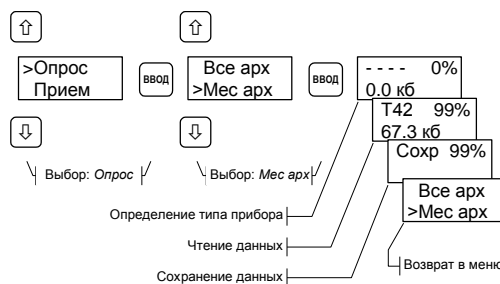 >Опрос
Прием
ввод
Все арх
>Мес арх
ввод
- - - - 0%
0.0 кб
Т42 99%
67.3 кб
Сохр 99%
Все арх
>Мес арх
Выбор: Опрос
Выбор: Мес арх
Определение типа прибора
Чтение данных
Сохранение данных
Возврат в меню